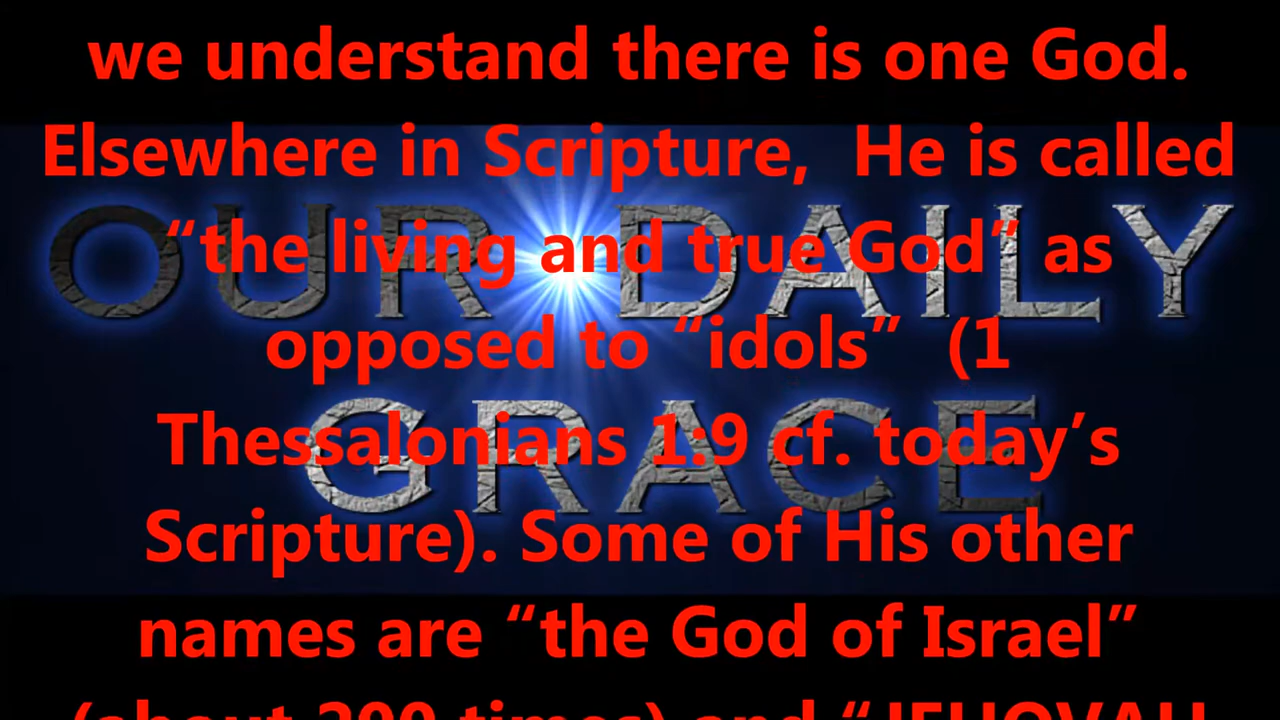 we understand there is one God.
Elsewhere in Scripture,  He is called
“the living and true God” as
opposed to “idols”  (1
Thessalonians 1:9 cf. today’s
Scripture). Some of His other
names are “the God of Israel”
(about 200 times) and “JEHOVAH
OUR DAILY
GRACE